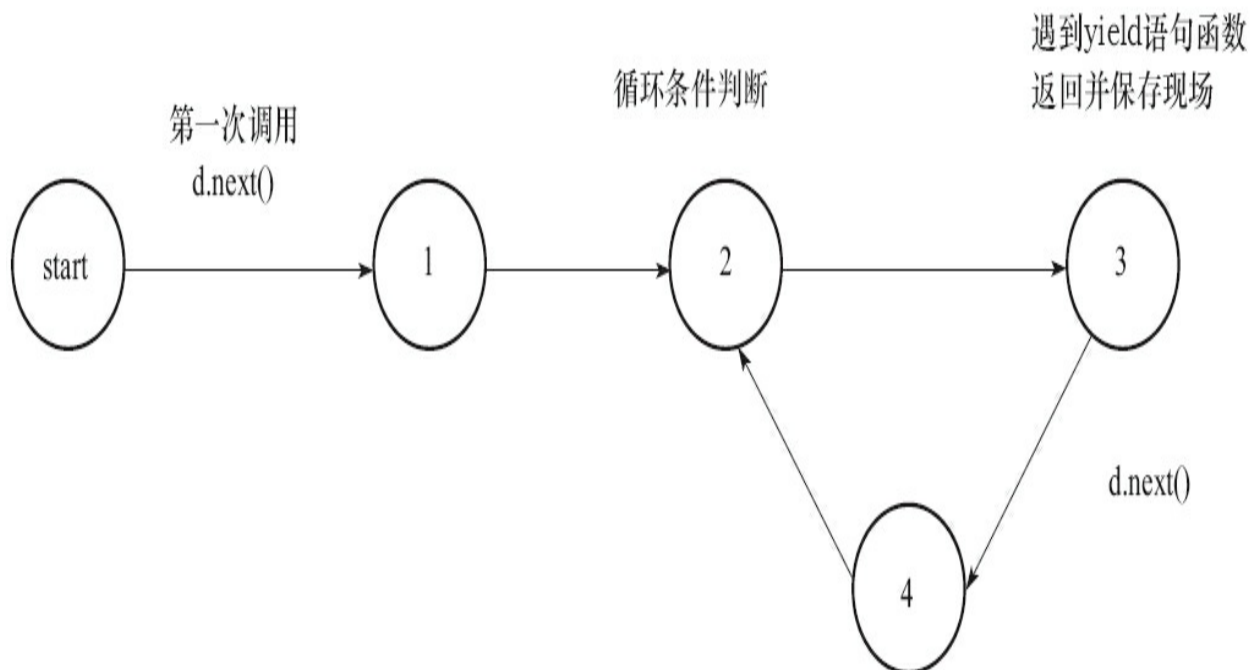 遇到yield语句函数
返回并保存现场
循环条件判断
第一次调用
d.next()
start
1
2
3
d.next()
4